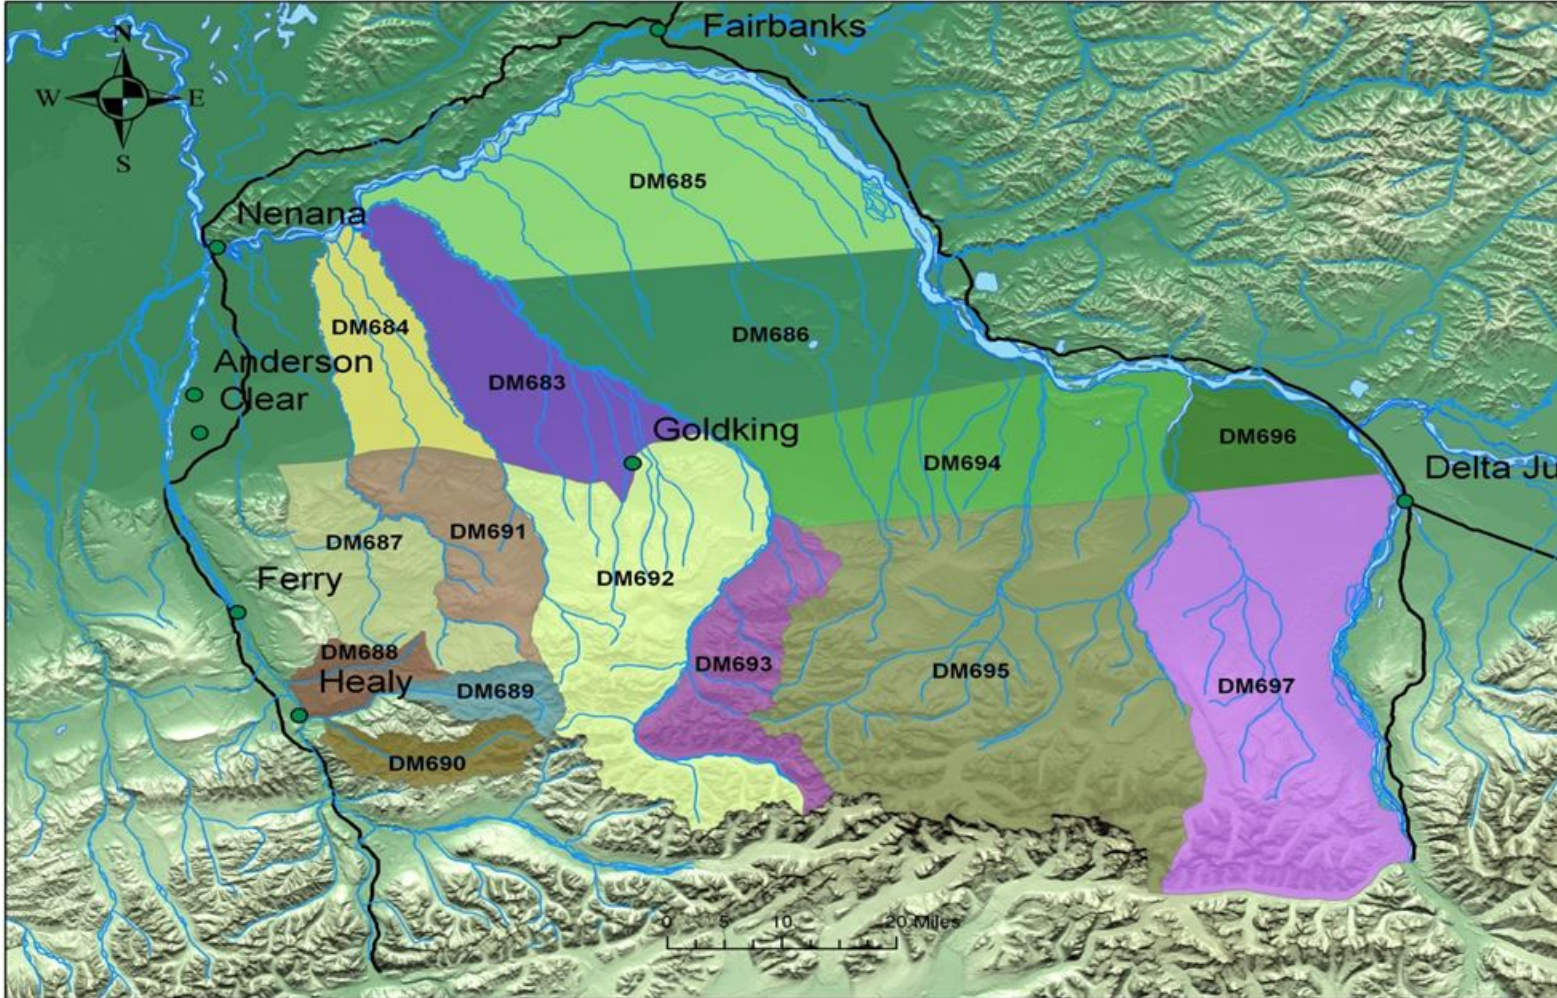 Fairbanks
N
W E
S
DM685
Nenana
DM684
DM686
Anderson
Clear
DM683
Goldking
DM696
DM694
Delta Ju
DM687
DM691
DM692
Ferry
DM688
Healy
DM689
DM693
DM695
DM697
DM690
0 5 10 20 Miles